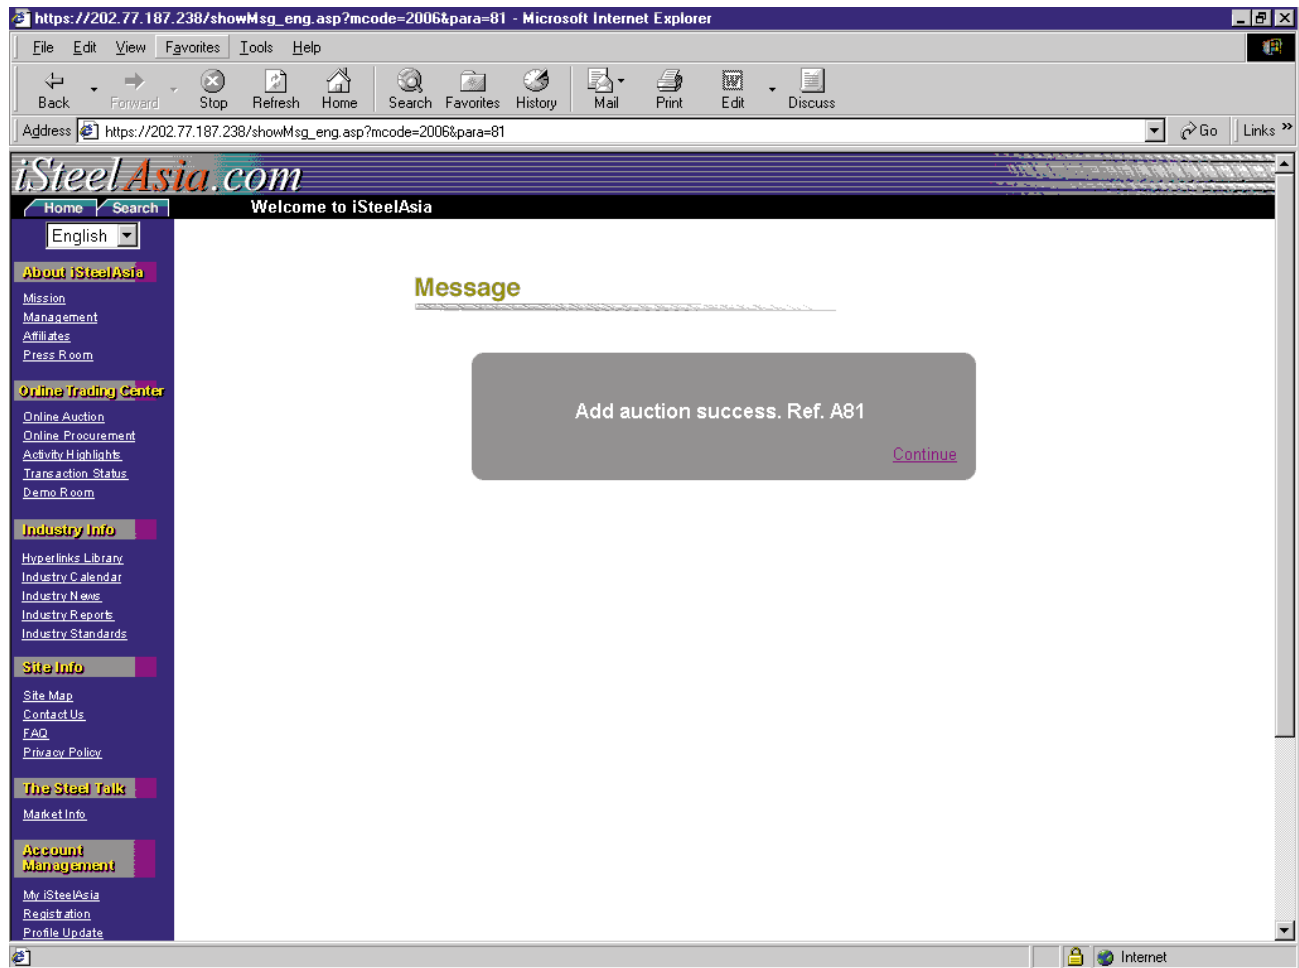 https://202.77.187.238/showMsg_eng.asp?mcode=2006&para=81 - Microsoft Internet Explorer
File Edit View Favorites Tools Help
Back Forward Stop Refresh Home Search Favorites History Mail Print Edit Discuss
Address https://202.77.187.238/showMsg_eng.asp?mcode=2006&para=81 Go Links »
iSteelAsia.com
Home Search Welcome to iSteelAsia
English
About iSteelAsia
Mission
Management
Affiliates
Press Room
Online Trading Center
Online Auction
Online Procurement
Activity Highlights
Transaction Status
Demo Room
Industry Info
Hyperlinks Library
Industry Calendar
Industry News
Industry Reports
Industry Standards
Site Info
Site Map
Contact Us
FAQ
Privacy Policy
The Steel Talk
Market Info
Account
Management
My iSteelAsia
Registration
Profile Update
Message
Add auction success. Ref. A81
Continue
Internet